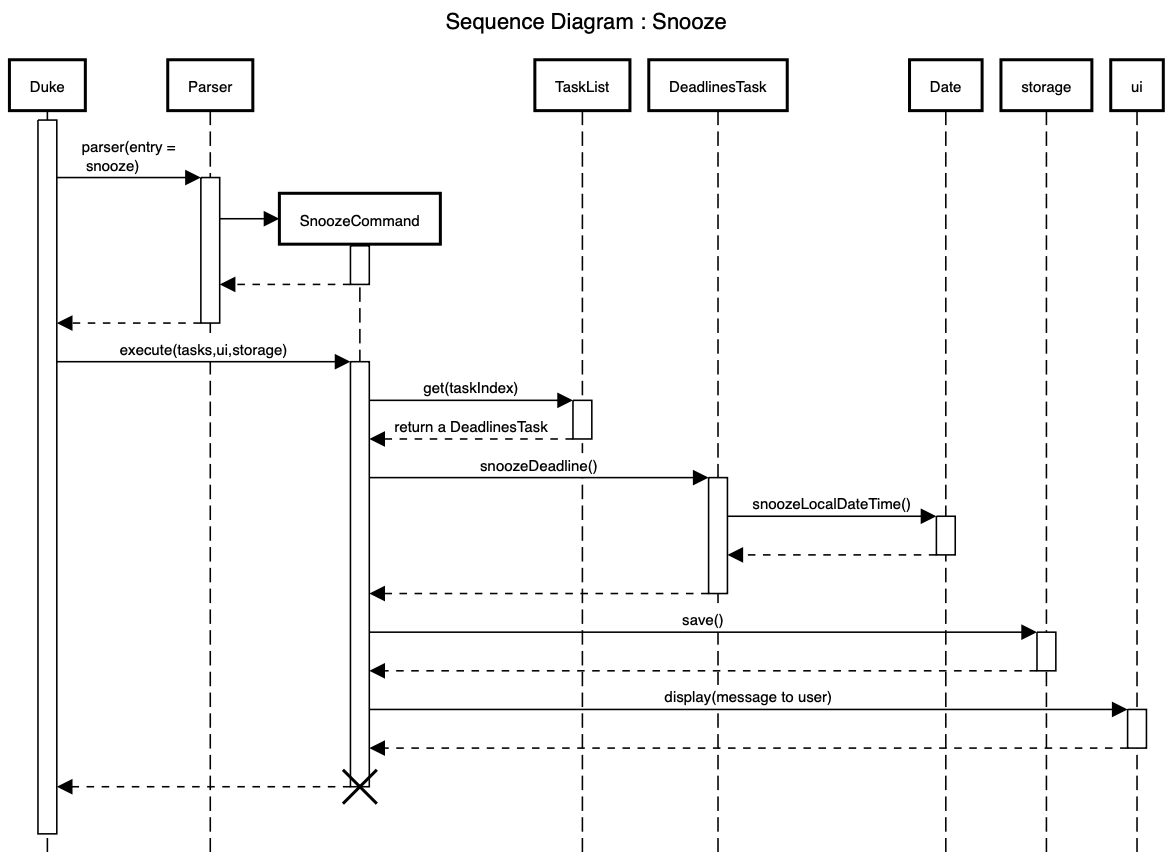 Sequence Diagram : Snooze
Duke
Parser
TaskList
DeadlinesTask
Date
storage
ui
parser(entry =
snooze)
SnoozeCommand
execute(tasks,ui,storage)
get(taskIndex)
return a DeadlinesTask
snoozeDeadline()
snoozeLocalDateTime()
save()
display(message to user)